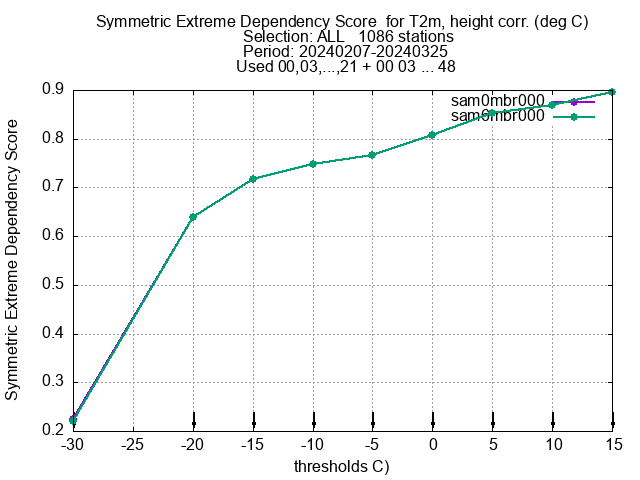 Symmetric Extreme Dependency Score for T2m, height corr. (deg C)
Selection: ALL 1086 stations
Period: 20240207-20240325
Used 00,03,...,21 + 00 03 ... 48
sam0mbr000
sam0mbr000
Symmetric Extreme Dependency Score
0.9
0.8
0.7
0.6
0.5
0.4
0.3
0.2
-30 -25 -20 -15 -10 -5 0 5 10 15
thresholds C)